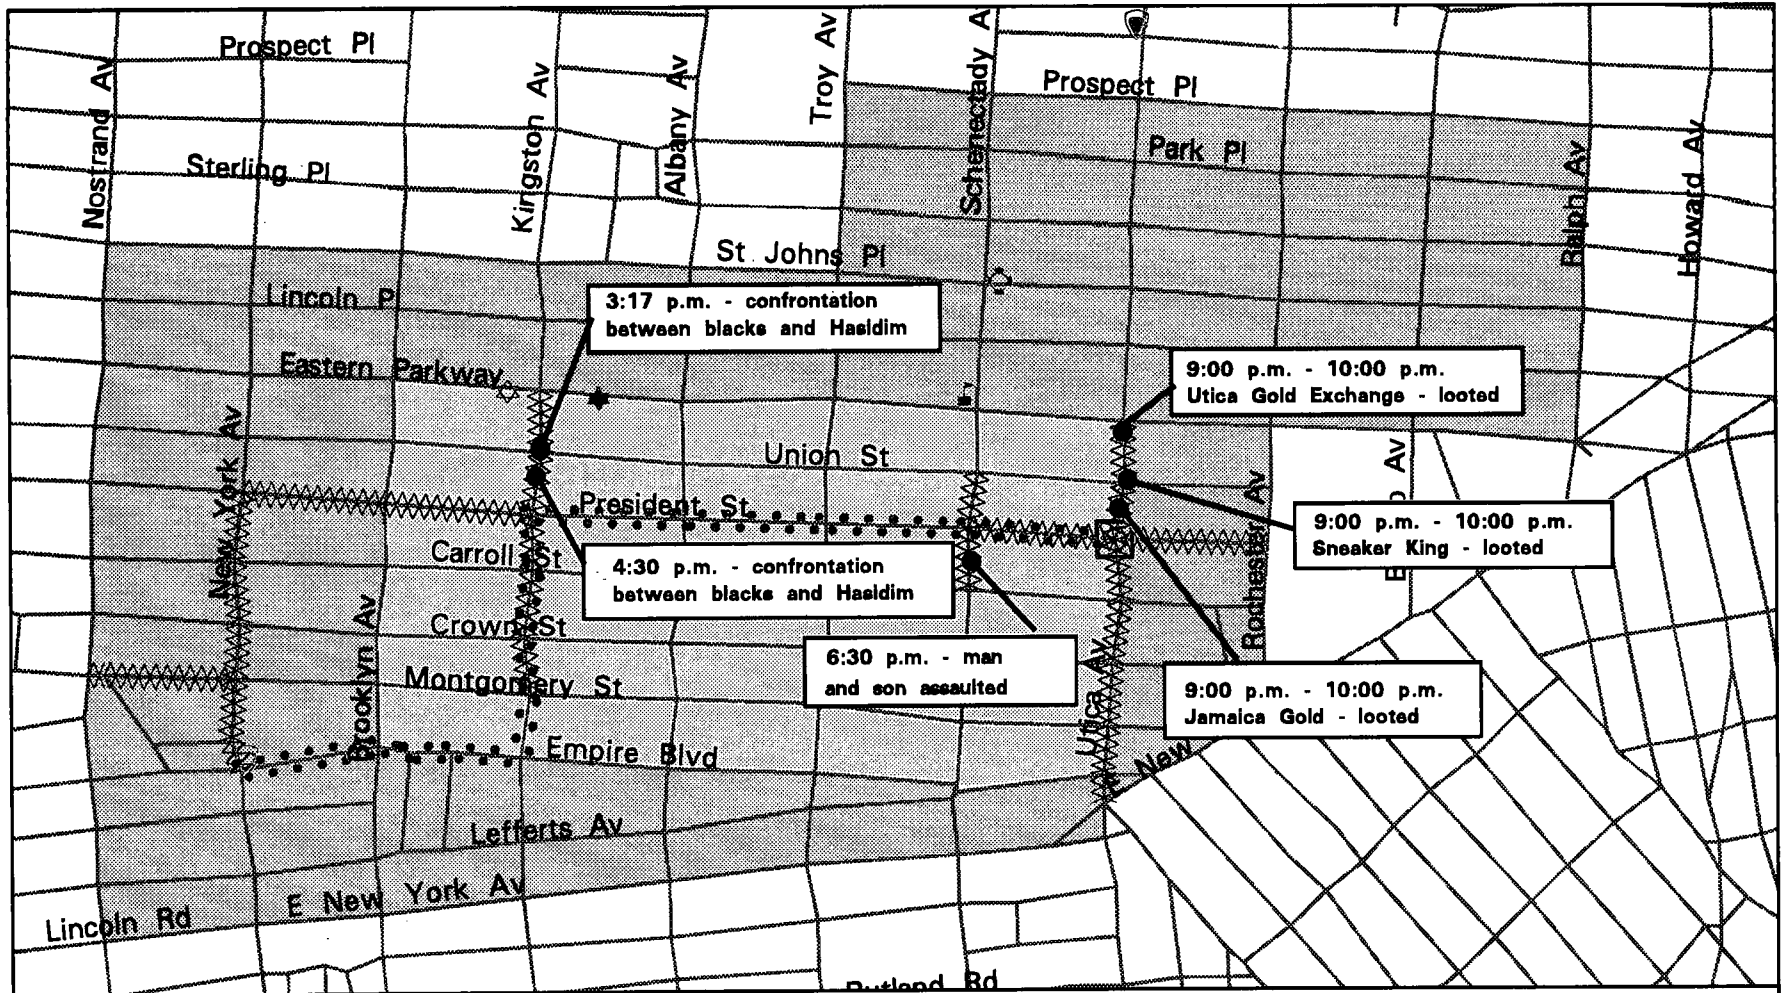 Prospect Pl
Nostrand Av
Kingston Av
Albany Av
Troy Av
Schenectady A
Prospect Pl
Park Pl
Ralph Av
Howard Av
Sterling Pl
St Johns Pl
Lincoln Pl
3:17 p.m. - confrontation
between blacks and Hasidim
Eastern Parkway
9:00 p.m. - 10:00 p.m.
Utica Gold Exchange - looted
New York Av
Union St
Av
President St
Rochester Av
9:00 p.m. - 10:00 p.m.
Sneaker King - looted
Carroll St
4:30 p.m. - confrontation
between blacks and Hasidim
Brooklyn Av
Crown St
6:30 p.m. - man
and son assaulted
Montgomery St
Utica Av
9:00 p.m. - 10:00 p.m.
Jamaica Gold - looted
Empire Blvd
New
Lefferts Av
E New York Av
Lincoln Rd
Rutland Rd